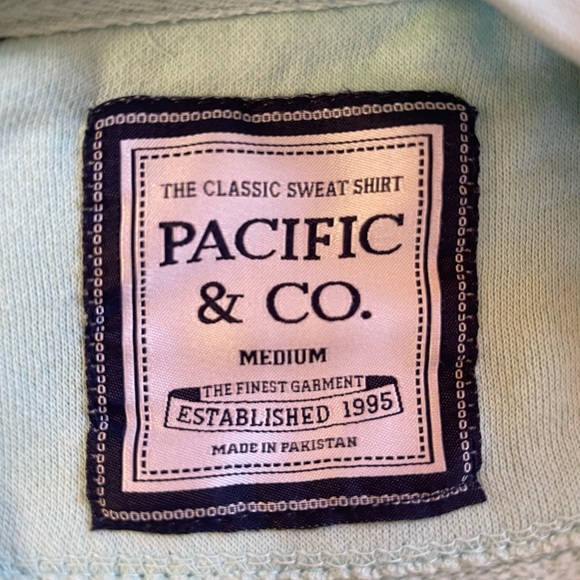 THE CLASSIC SWEAT SHIRT
PACIFIC
& CO.
MEDIUM
THE FINEST GARMENT
ESTABLISHED 1995
MADE IN PAKISTAN